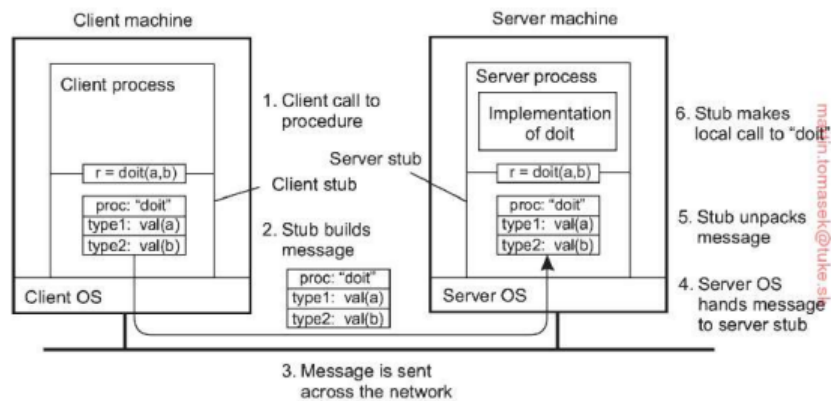 Client machine
Server machine
Client process
1. Client call to
procedure
Server process
Implementation
of doit
6. Stub makes
local call to "doit"
r = doit(a,b)
Server stub
Client stub
r = doit(a,b)
proc: "doit"
type1: val(a)
type2: val(b)
2. Stub builds
message
proc: "doit"
type1: val(a)
type2: val(b)
proc: "doit"
type1: val(a)
type2: val(b)
5. Stub unpacks
message
Client OS
Server OS
4. Server OS
hands message
to server stub
3. Message is sent
across the network
martin.tomasek@tuke.sk